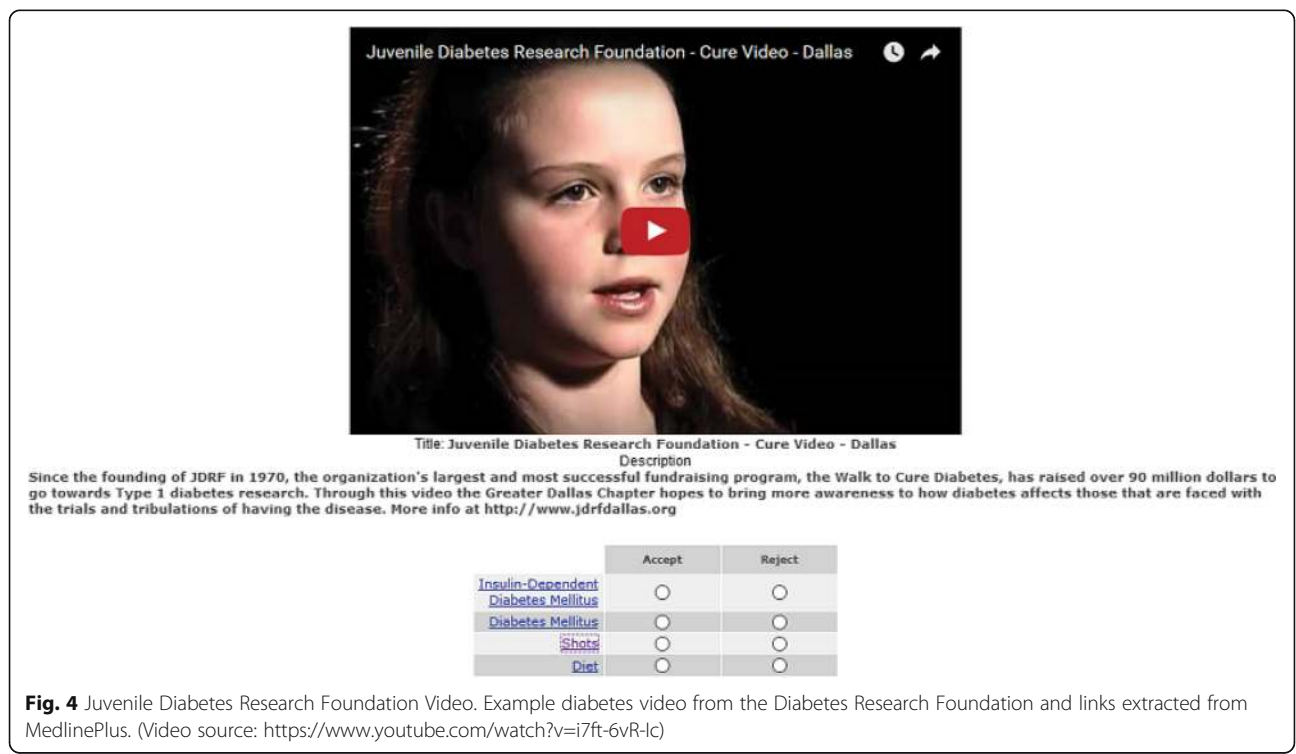 Juvenile Diabetes Research Foundation - Cure Video - Dallas
Title: Juvenile Diabetes Research Foundation - Cure Video - Dallas
Description
Since the founding of JDRF in 1970, the organization's largest and most successful fundraising program, the Walk to Cure Diabetes, has raised over 90 million dollars to
go towards Type 1 diabetes research. Through this video the Greater Dallas Chapter hopes to bring more awareness to how diabetes affects those that are faced with
the trials and tribulations of having the disease. More info at http://www.jdrfdallas.org
Accept Reject
Insulin-Dependent
Diabetes Mellitus
Diabetes Mellitus
Shots
Diet
Fig. 4 Juvenile Diabetes Research Foundation Video. Example diabetes video from the Diabetes Research Foundation and links extracted from
MedlinePlus. (Video source: https://www.youtube.com/watch?v=i7ft-6vR-Ic)